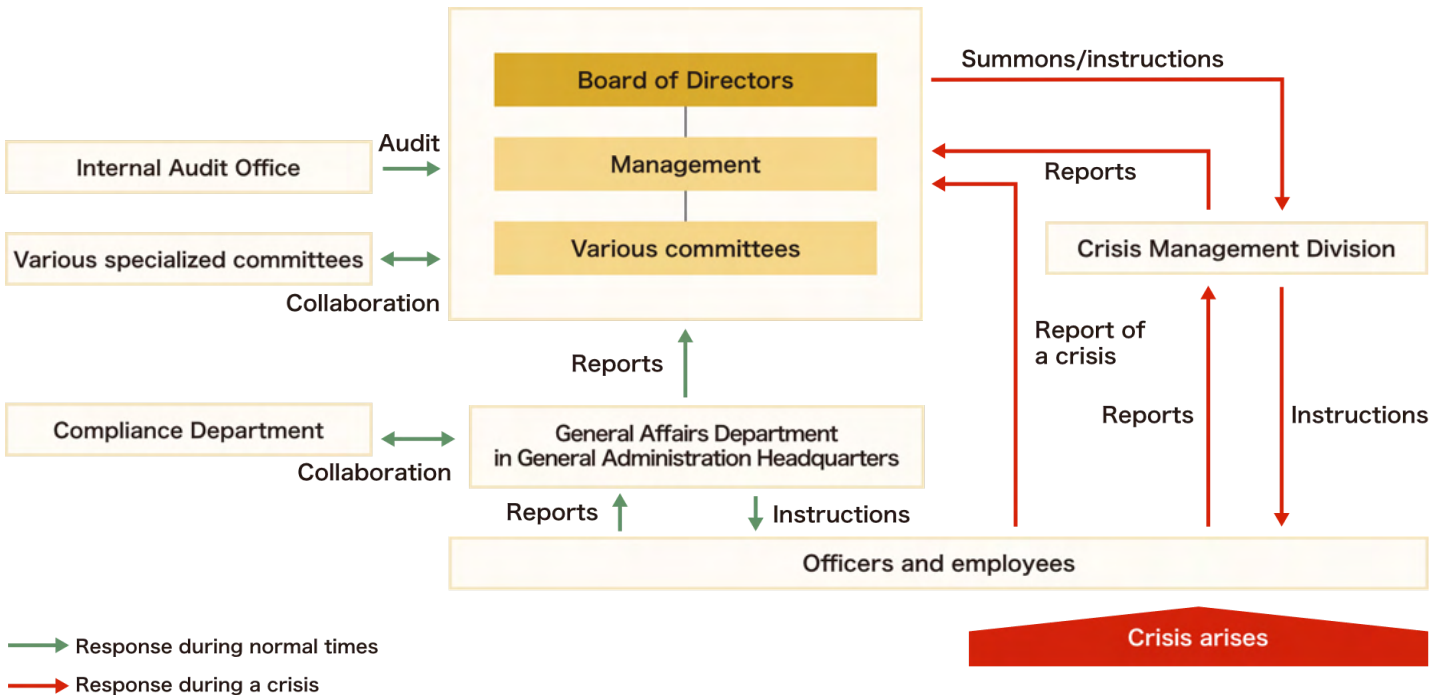 Board of Directors
Summons/instructions
Audit
Internal Audit Office
Management
Reports
Various specialized committees
Various committees
Crisis Management Division
Collaboration
Report of
a crisis
Reports
Compliance Department
General Affairs Department
in General Administration Headquarters
Reports
Instructions
Collaboration
Reports
Instructions
Officers and employees
Response during normal times
Crisis arises
Response during a crisis